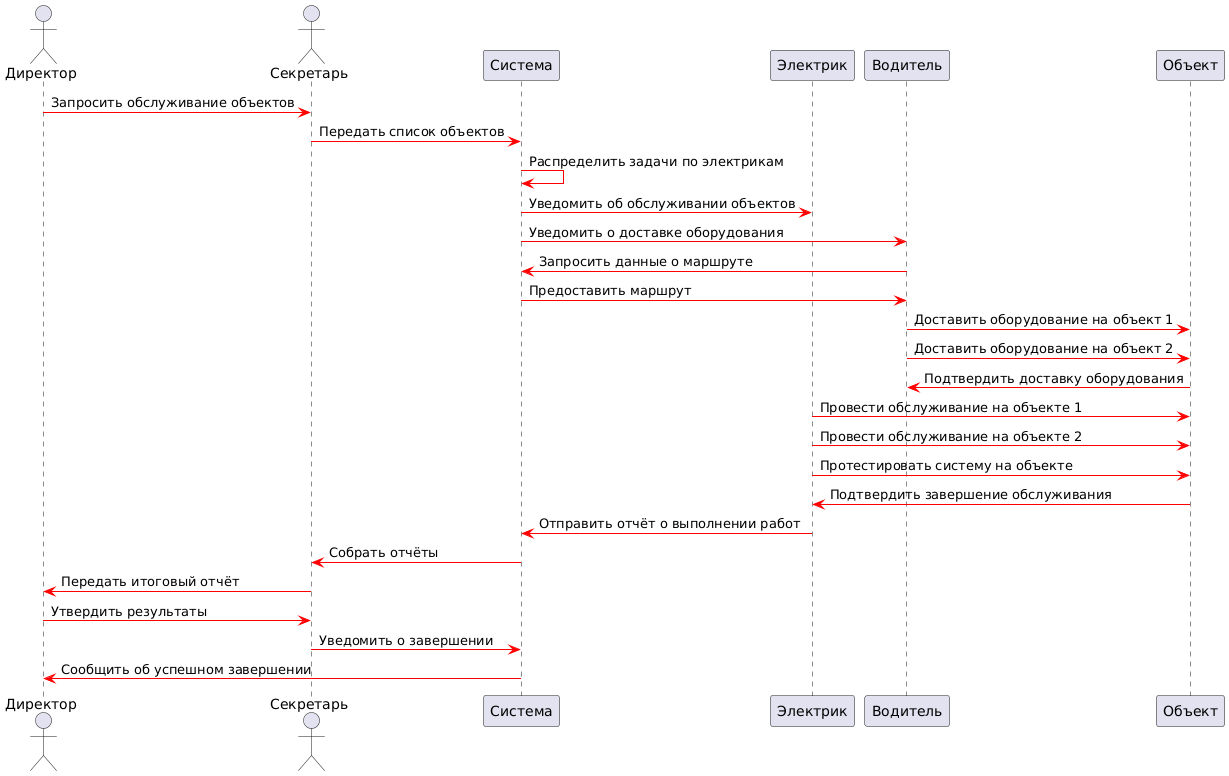 Директор
Секретарь
Система
Электрик
Водитель
Объект
Запросить обслуживание объектов
Передать список объектов
Распределить задачи по электрикам
Уведомить об обслуживании объектов
Уведомить о доставке оборудования
Запросить данные о маршруте
Предоставить маршрут
Доставить оборудование на объект 1
Доставить оборудование на объект 2
Подтвердить доставку оборудования
Провести обслуживание на объекте 1
Провести обслуживание на объекте 2
Протестировать систему на объекте
Подтвердить завершение обслуживания
Отправить отчёт о выполнении работ
Собрать отчёты
Передать итоговый отчёт
Утвердить результаты
Уведомить о завершении
Сообщить об успешном завершении
Директор
Секретарь
Система
Электрик
Водитель
Объект